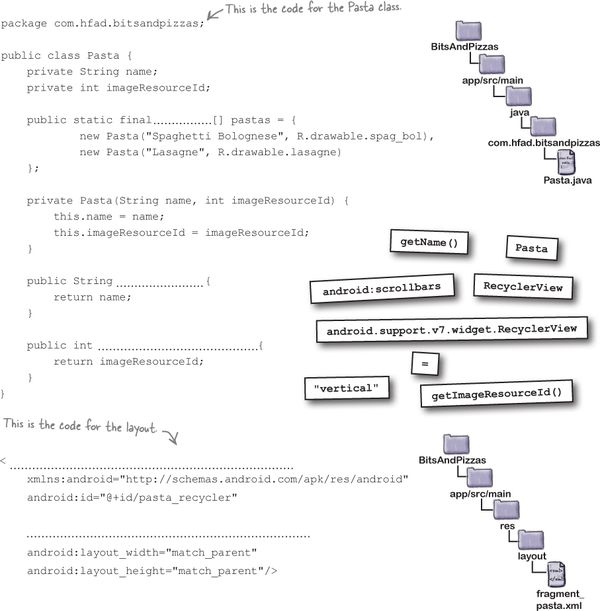 This is the code for the Pasta class.
package com.hfad.bitsandpizzas;
public class Pasta {
private String name;
private int imageResourceId;
public static final ...............[] pastas = {
new Pasta("Spaghetti Bolognese", R.drawable.spag_bol),
new Pasta("Lasagne", R.drawable.lasagne)
};
private Pasta(String name, int imageResourceId) {
this.name = name;
this.imageResourceId = imageResourceId;
}
public String ...................... {
return name;
}
public int ........................................{
return imageResourceId;
}
}
BitsAndPizzas
app/src/main
java
com.hfad.bitsandpizzas
Pasta.java
getName()
Pasta
android:scrollbars
RecyclerView
android.support.v7.widget.RecyclerView
=
"vertical"
getImageResourceId()
This is the code for the layout.
< .......................................................................
xmlns:android="http://schemas.android.com/apk/res/android"
android:id="@+id/pasta_recycler"
.......................................................................
android:layout_width="match_parent"
android:layout_height="match_parent"/>
BitsAndPizzas
app/src/main
res
layout
<xml>
</xml>
fragment_
pasta.xml